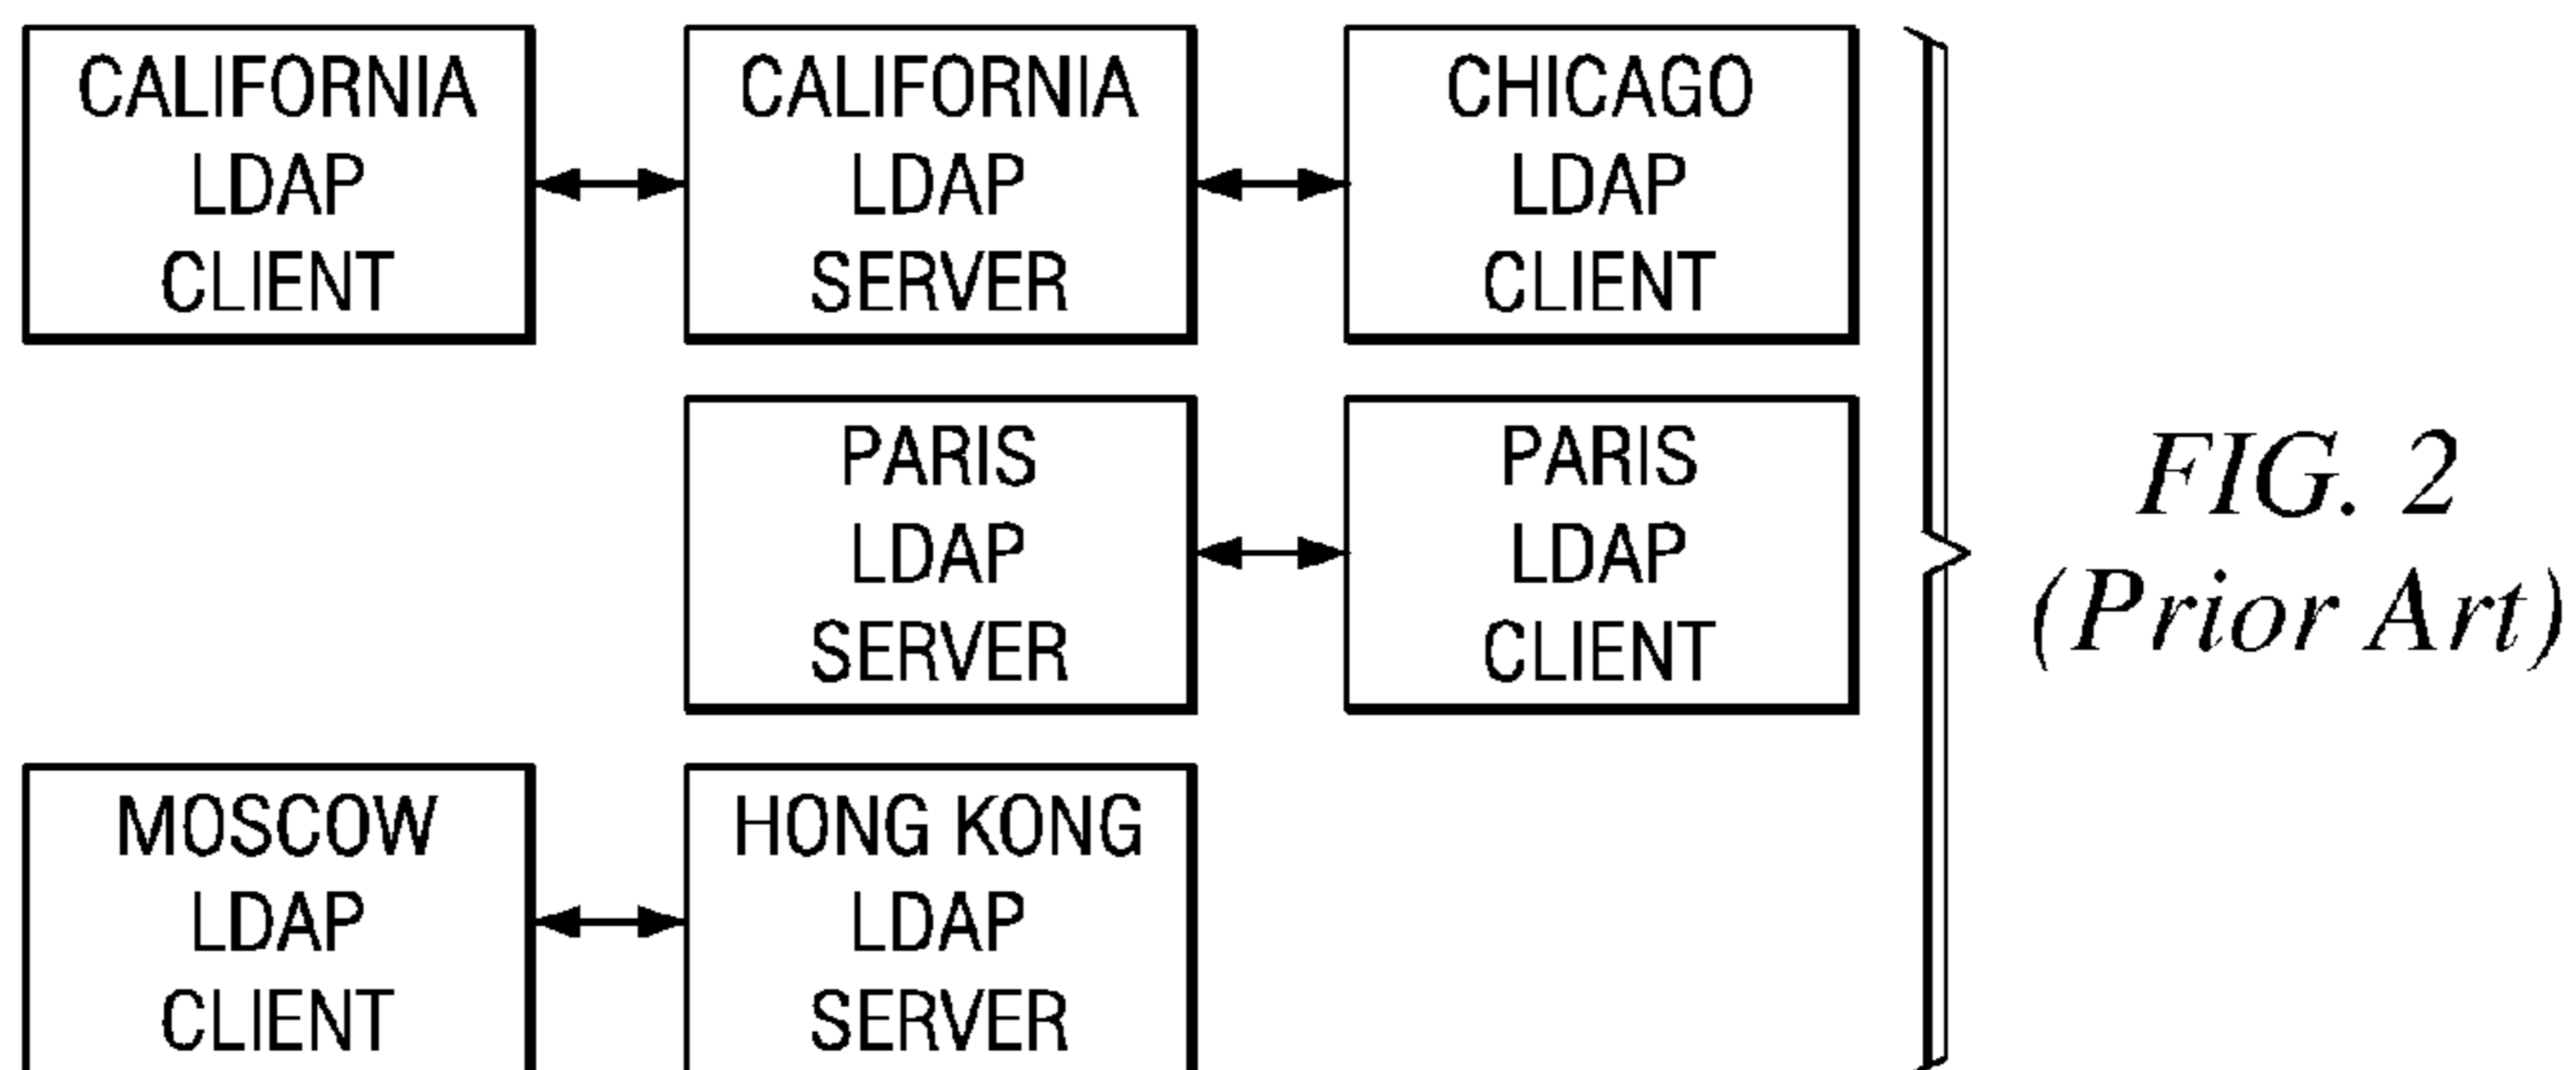 CALIFORNIA
LDAP
CLIENT
CALIFORNIA
LDAP
SERVER
CHICAGO
LDAP
CLIENT
PARIS
LDAP
SERVER
PARIS
LDAP
CLIENT
MOSCOW
LDAP
CLIENT
HONG KONG
LDAP
SERVER
FIG. 2
(Prior Art)